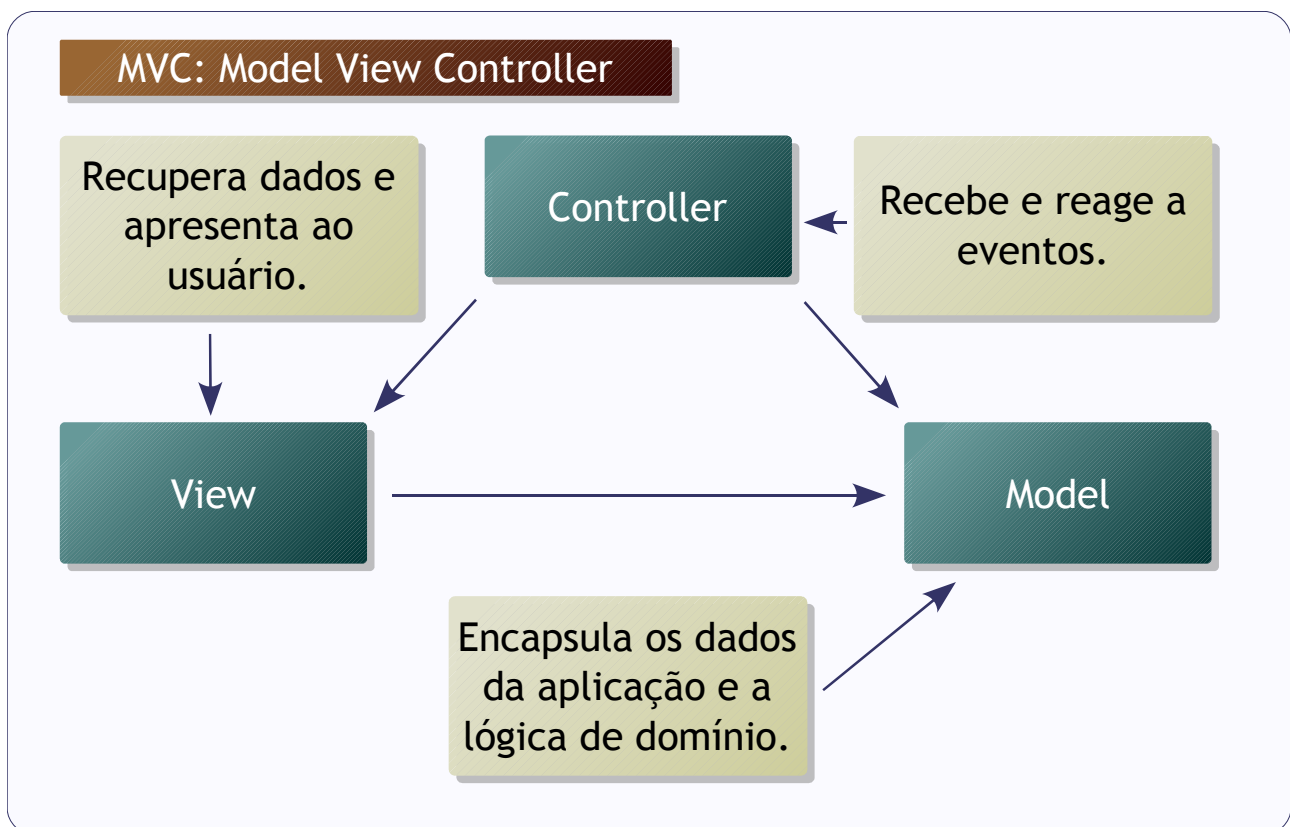 MVC: Model View Controller
Recupera dados e
apresenta ao
usuário.
Controller
Recebe e reage a
eventos.
View
Model
Encapsula os dados
da aplicação e a
lógica de domínio.